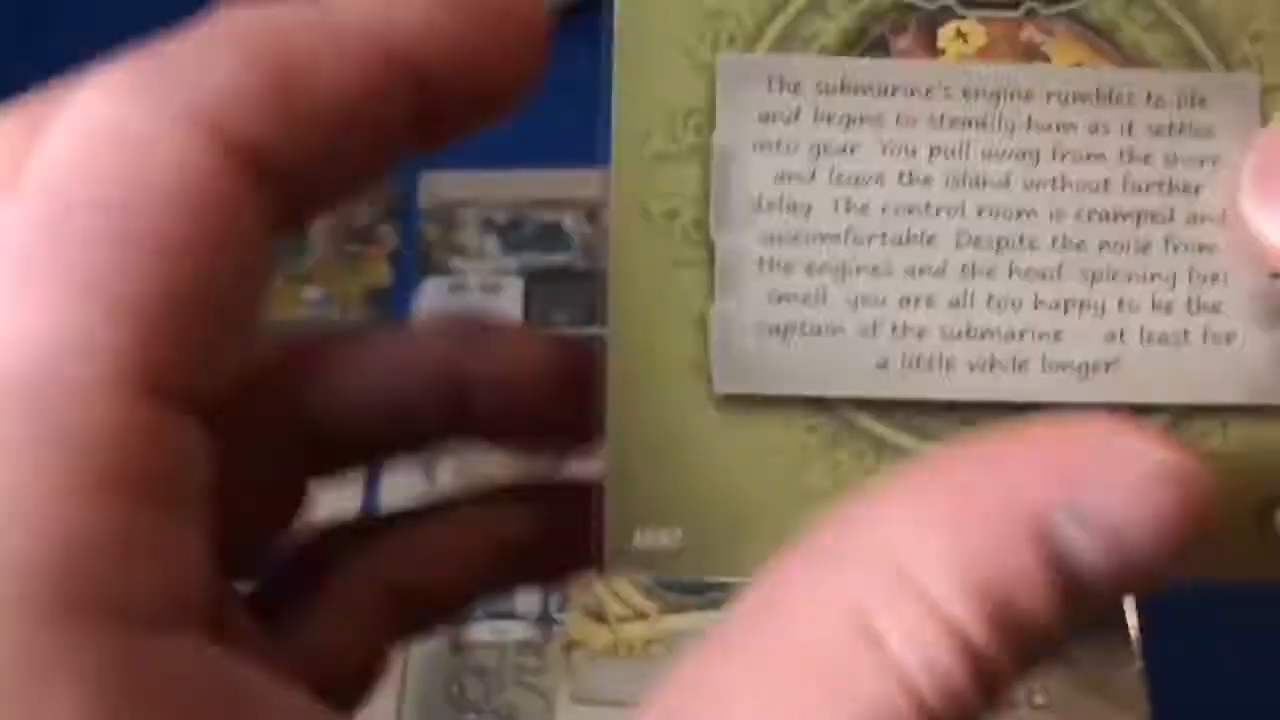 The submarine's engine rumbles to life
and begins to steadily hum as it settles
into gear. You pull away from the shore
and leave the island without further
delay. The control room is cramped and
uncomfortable. Despite the noise from
the engines and the head-spinning fuel
smell, you are all too happy to be the
captain of the submarine... at least for
a little while longer!